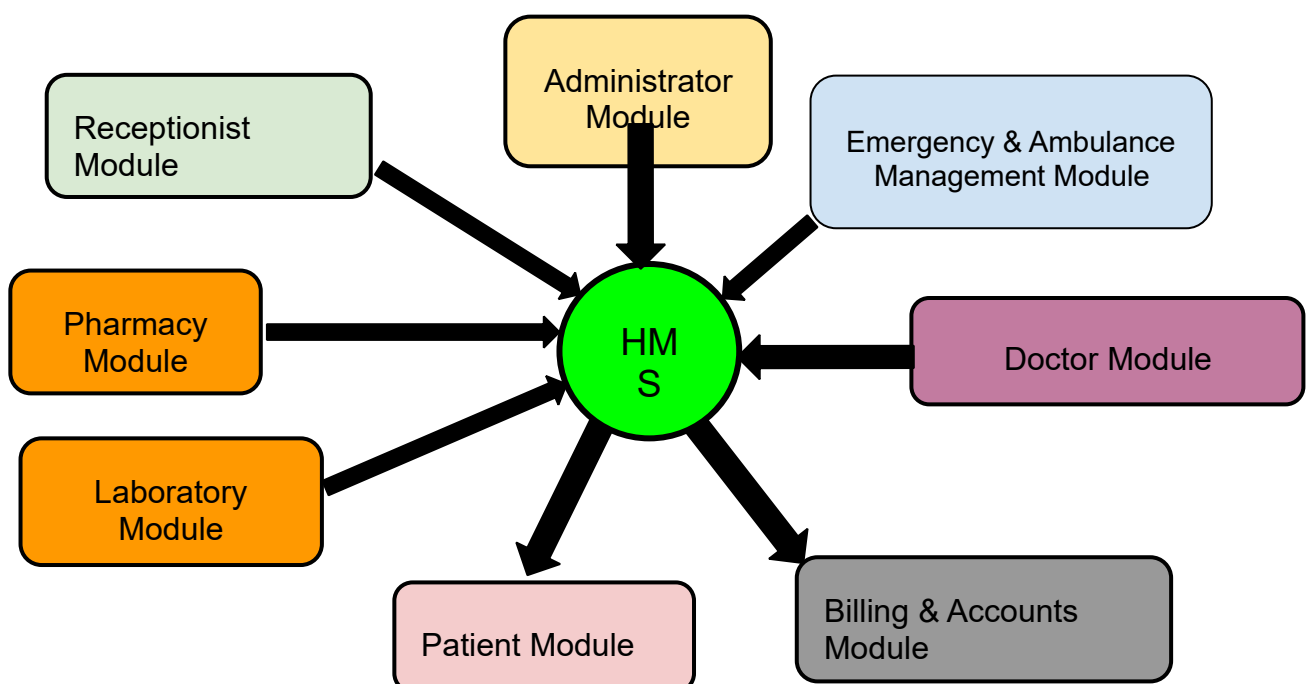 Administrator
Module
Receptionist
Module
Emergency & Ambulance
Management Module
Pharmacy
Module
HM
S
Doctor Module
Laboratory
Module
Patient Module
Billing & Accounts
Module